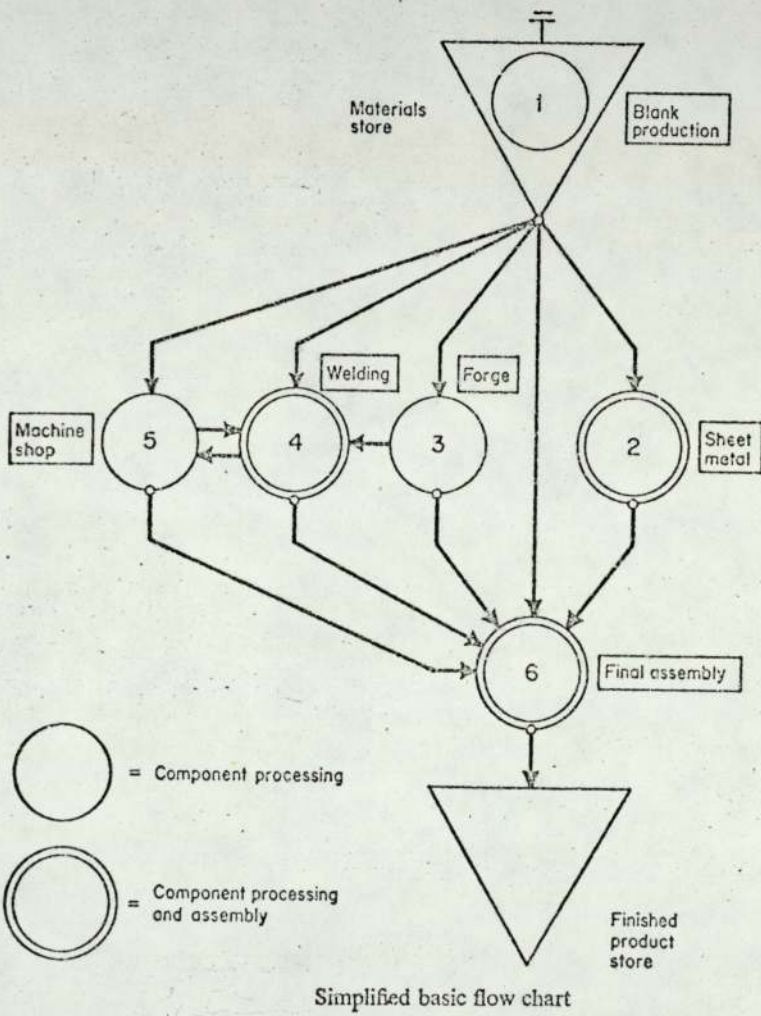 Materials
store
1
Blank
production
Welding
Forge
Machine
shop
5
4
3
2
Sheet
metal
6
Final assembly
= Component processing
= Component processing
and assembly
Finished
product
store
Simplified basic flow chart